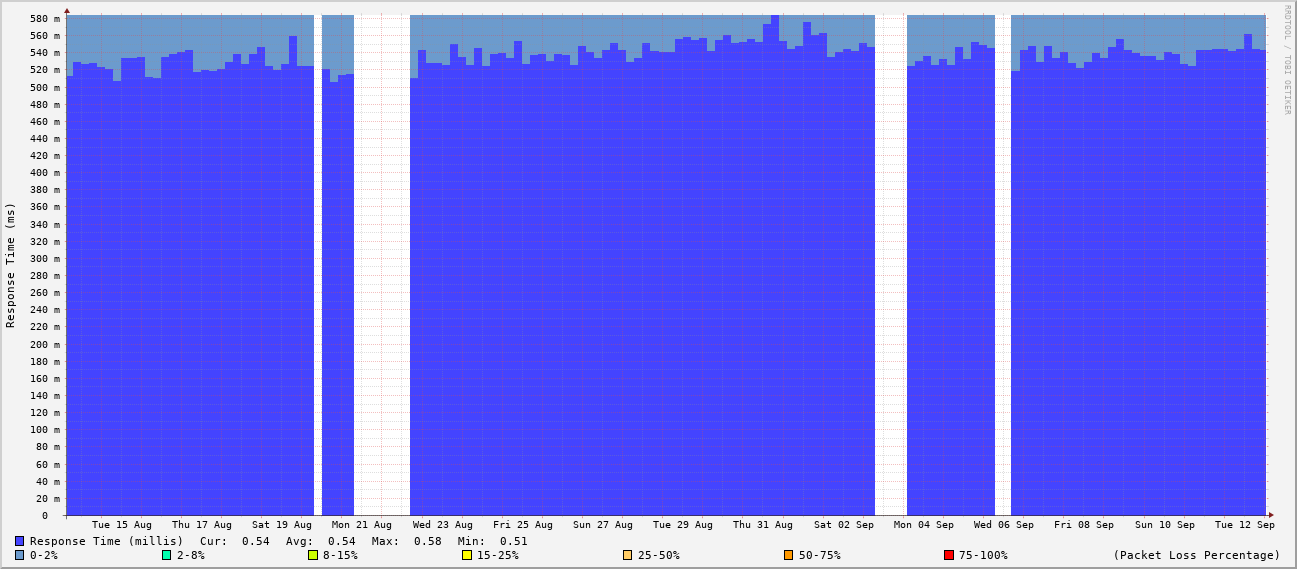 580 m
560 m
540 m
520 m
500 m
480 m
460 m
440 m
420 m
400 m
380 m
360 m
340 m
320 m
300 m
280 m
260 m
240 m
220 m
200 m
180 m
160 m
140 m
120 m
100 m
80 m
60 m
40 m
20 m
0
Response Time (ms)
RRDTOOL / TOBI OETIKER
Tue 15 Aug Thu 17 Aug Sat 19 Aug Mon 21 Aug Wed 23 Aug Fri 25 Aug Sun 27 Aug Tue 29 Aug Thu 31 Aug Sat 02 Sep Mon 04 Sep Wed 06 Sep Fri 08 Sep Sun 10 Sep Tue 12 Sep
Response Time (millis) Cur: 0.54 Avg: 0.54 Max: 0.58 Min: 0.51
0-2% 2-8% 8-15% 15-25% 25-50% 50-75% 75-100% (Packet Loss Percentage)